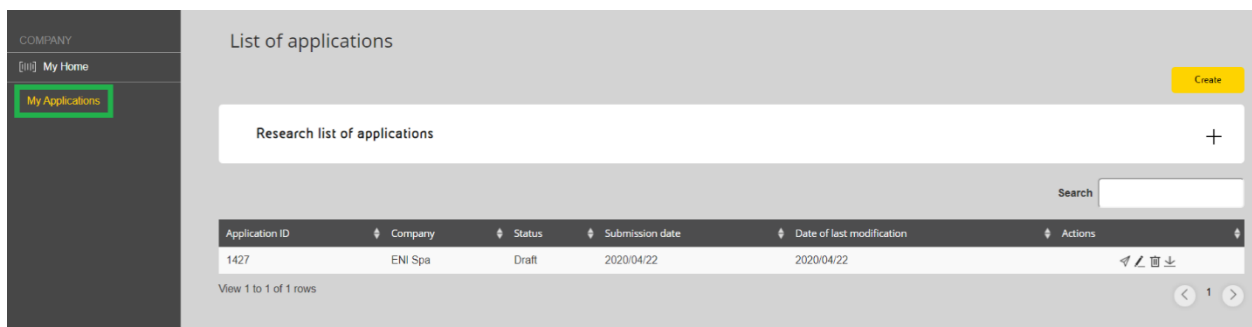 COMPANY
My Home
My Applications
List of applications
Create
Research list of applications
Search
Application ID Company Status Submission date Date of last modification Actions
1427 ENI Spa Draft 2020/04/22 2020/04/22
View 1 to 1 of 1 rows
1